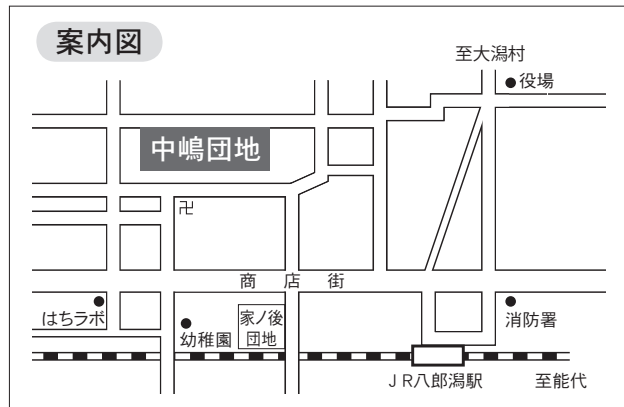 案内図
至大潟村
役場
中嶋団地
卍
商店街
はちラボ
幼稚園
家ノ後
団地
消防署
JR八郎潟駅
至能代